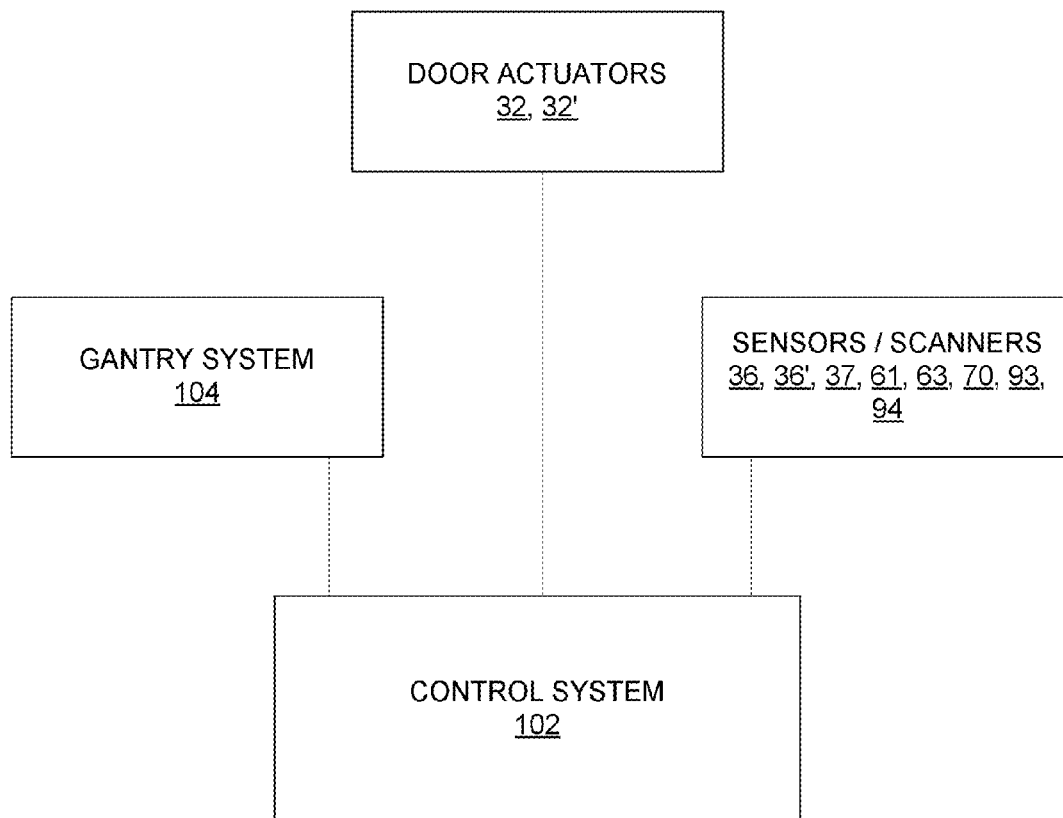 DOOR ACTUATORS
32, 32'
GANTRY SYSTEM
104
SENSORS / SCANNERS
36, 36', 37, 61, 63, 70, 93,
94
CONTROL SYSTEM
102